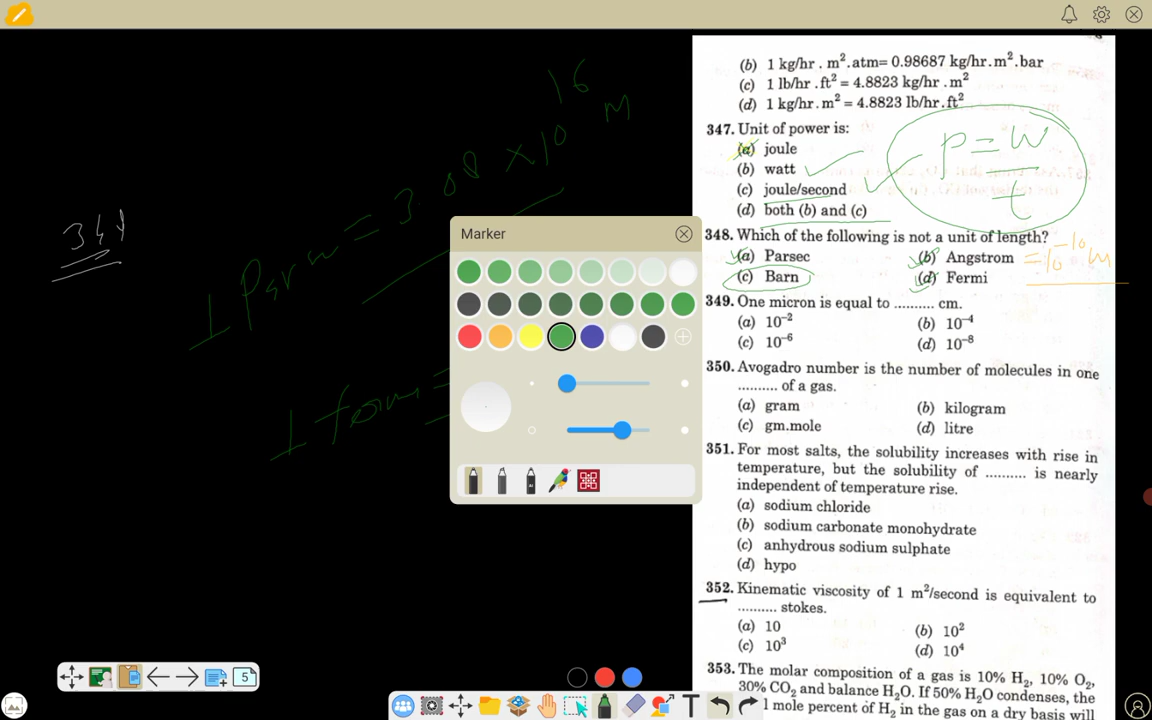 (b) 1 kg/hr . m².atm= 0.98687 kg/hr.m².bar
(c) 1 lb/hr .ft² = 4.8823 kg/hr .m²
(d) 1 kg/hr.m² = 4.8823 lb/hr.ft²
347. Unit of power is:
(a) joule
(b) watt
(c) joule/second
(d) both (b) and (c)
P = W
t
348. Which of the following is not a unit of length?
(a) Parsec (b) Angstrom = 10⁻¹⁰ m
(c) Barn (d) Fermi
349. One micron is equal to .......... cm.
(a) 10⁻² (b) 10⁻⁴
(c) 10⁻⁶ (d) 10⁻⁸
350. Avogadro number is the number of molecules in one
.......... of a gas.
(a) gram (b) kilogram
(c) gm.mole (d) litre
351. For most salts, the solubility increases with rise in
temperature, but the solubility of .......... is nearly
independent of temperature rise.
(a) sodium chloride
(b) sodium carbonate monohydrate
(c) anhydrous sodium sulphate
(d) hypo
352. Kinematic viscosity of 1 m²/second is equivalent to
.......... stokes.
(a) 10 (b) 10²
(c) 10³ (d) 10⁴
353. The molar composition of a gas is 10% H₂, 10% O₂,
30% CO₂ and balance H₂O. If 50% H₂O condenses, the
l mole percent of H₂ in the gas on a dry basis will
= 3.08 × 10¹⁶ m
1
1
=
Marker
5
T